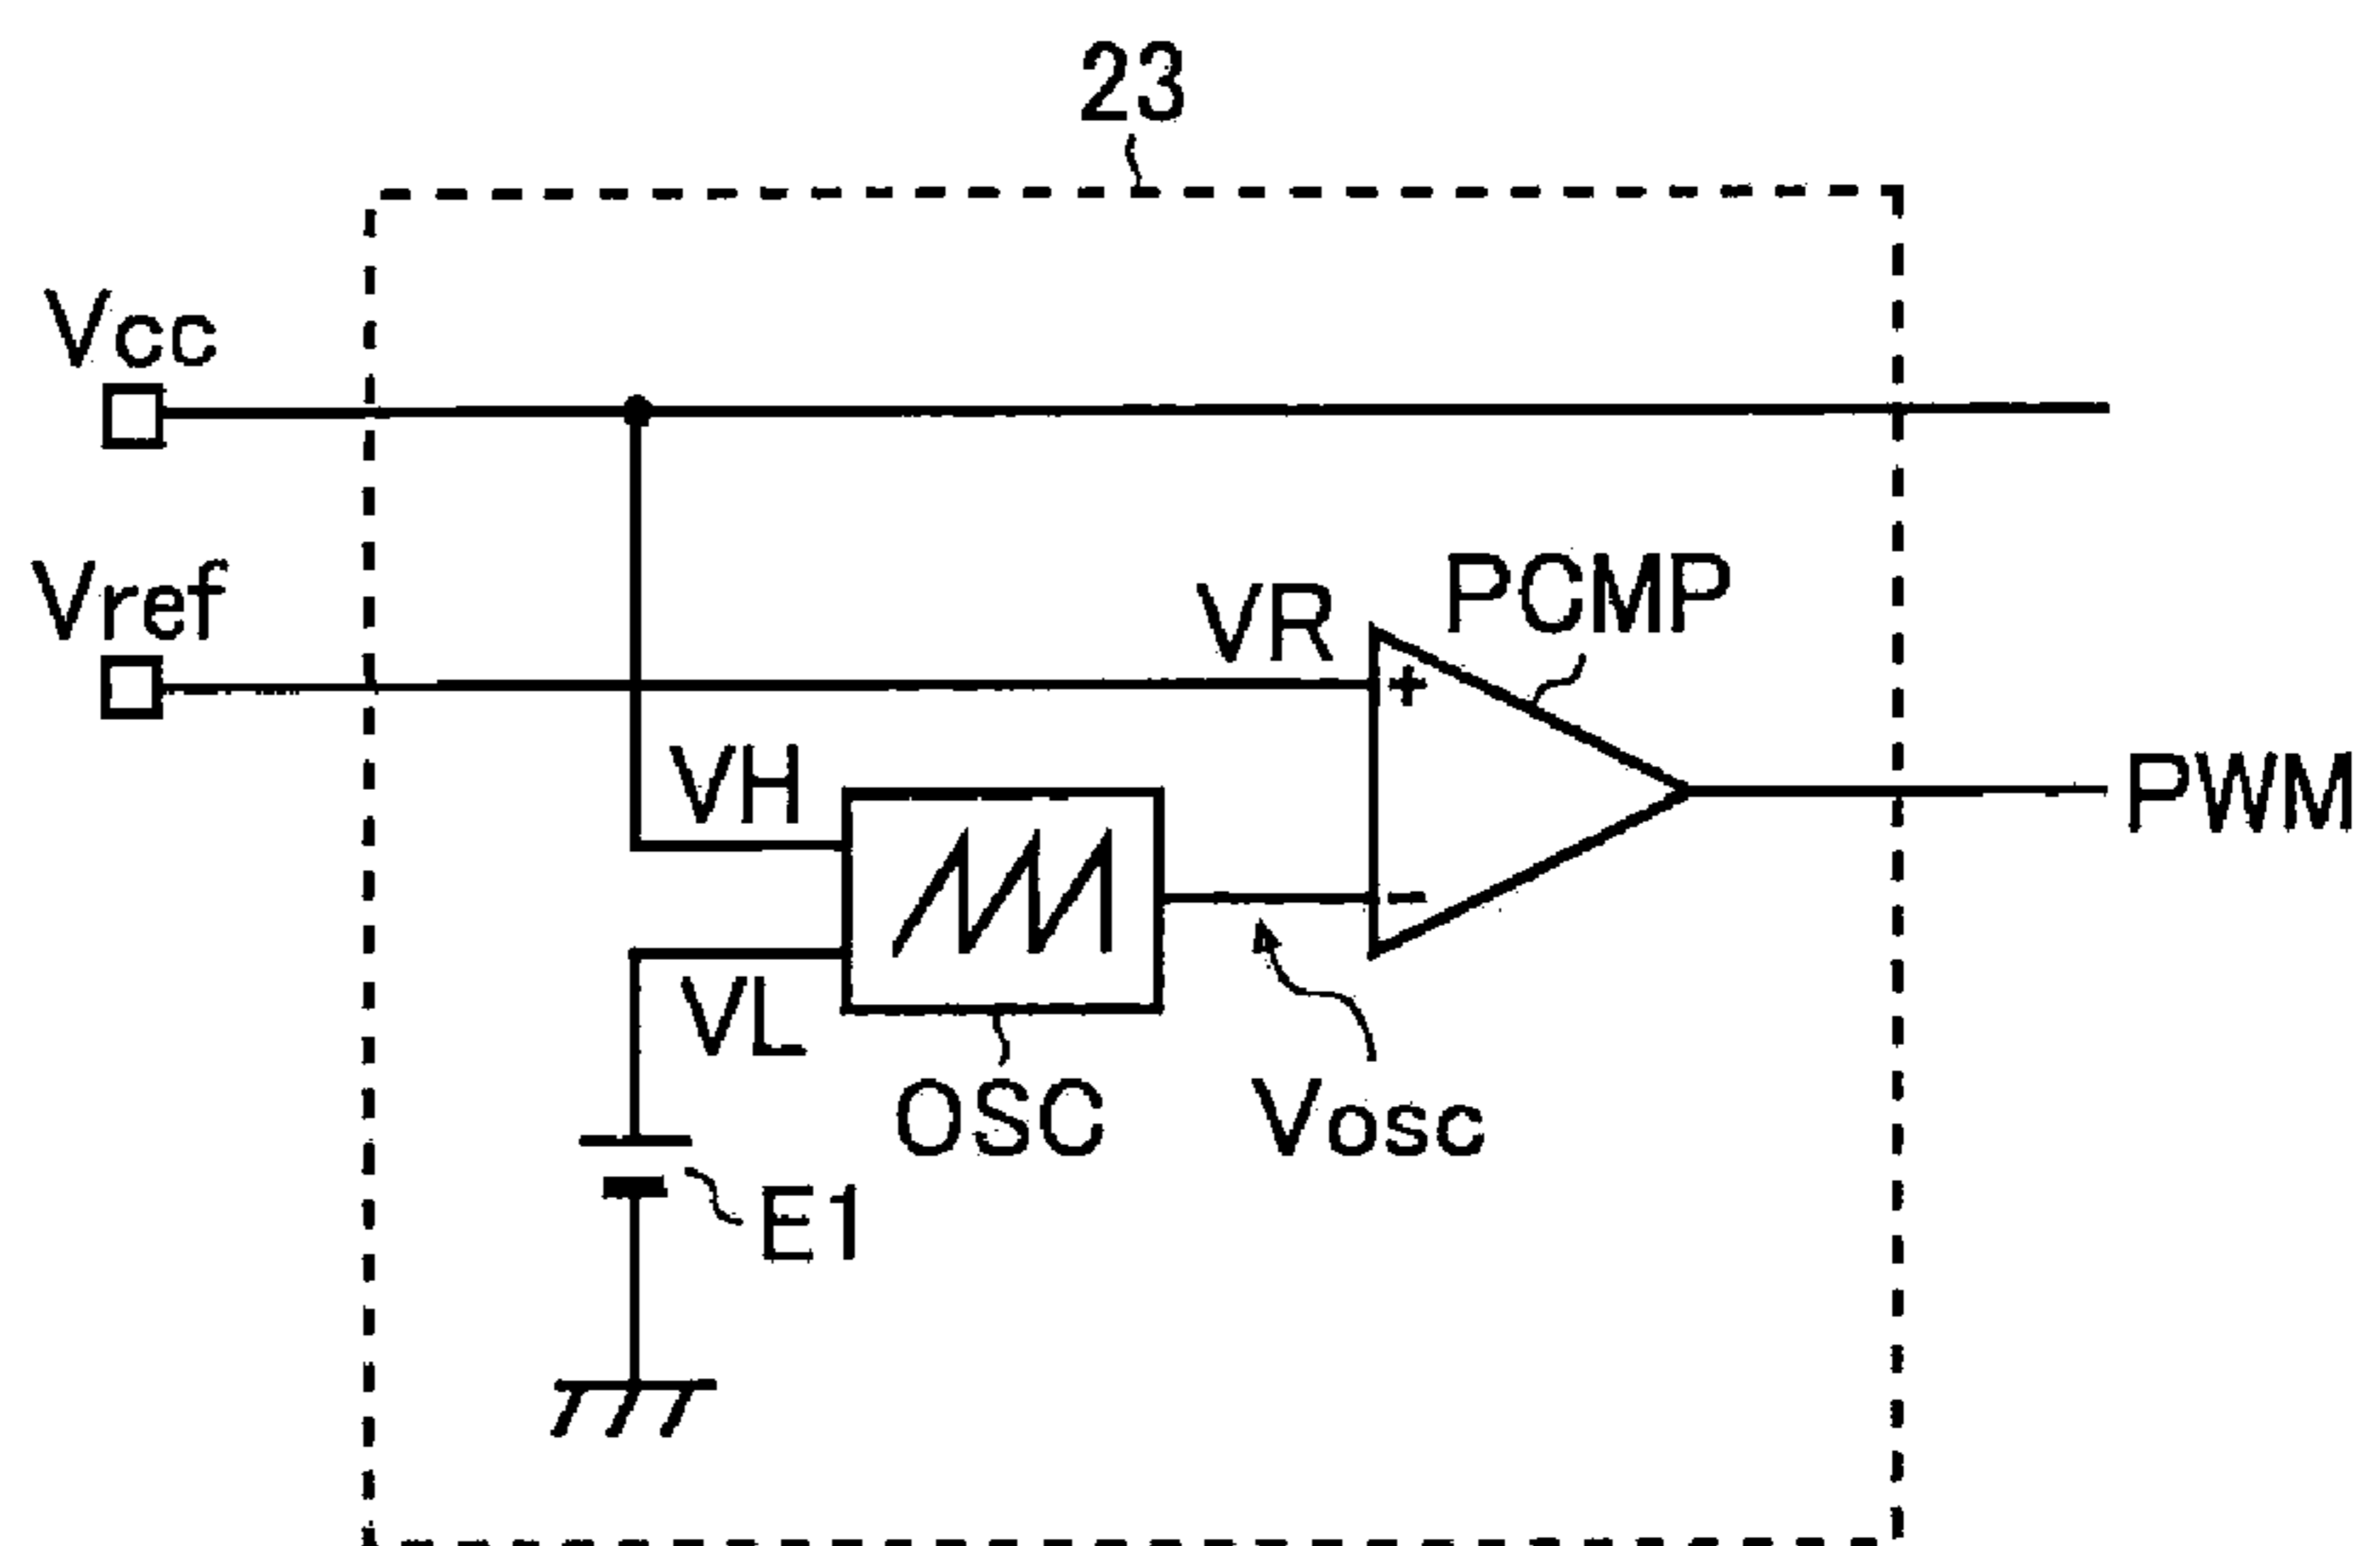 23
Vcc
Vref
VR
PCMP
+
VH
PWM
−
VL
OSC
Vosc
E1